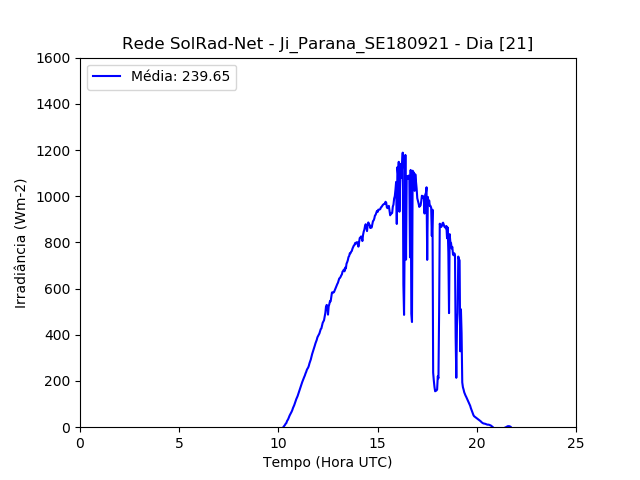 Rede SolRad-Net - Ji_Parana_SE180921 - Dia [21]
Média: 239.65
Irradiância (Wm-2)
1600
1400
1200
1000
800
600
400
200
0
0 5 10 15 20 25
Tempo (Hora UTC)